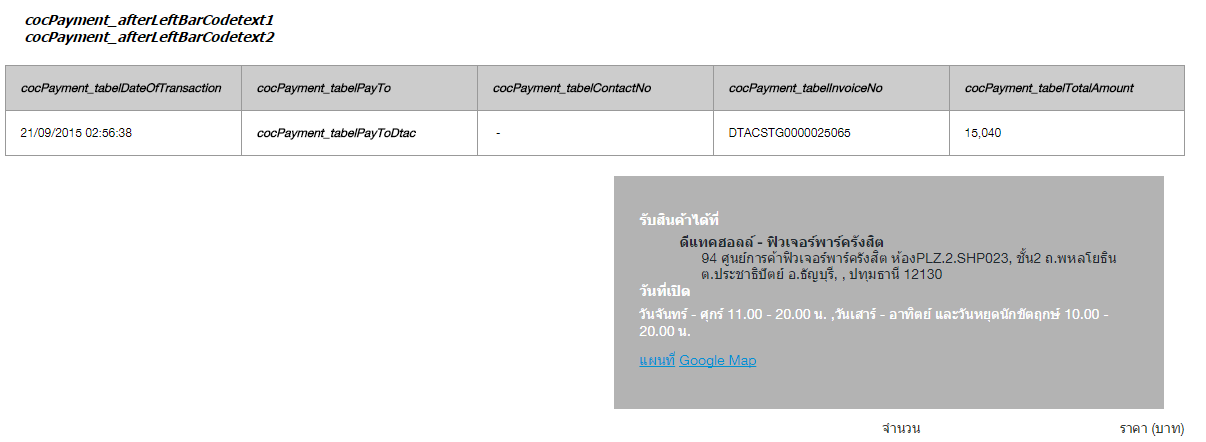 cocPayment_afterLeftBarCodetext1
cocPayment_afterLeftBarCodetext2
cocPayment_tabelDateOfTransaction cocPayment_tabelPayTo cocPayment_tabelContactNo cocPayment_tabelInvoiceNo cocPayment_tabelTotalAmount
21/09/2015 02:56:38 cocPayment_tabelPayToDtac - DTACSTG0000025065 15,040
รับสินค้าได้ที่
ดีแทคฮอลล์ - ฟิวเจอร์พาร์ครังสิต
94 ศูนย์การค้าฟิวเจอร์พาร์ครังสิต ห้องPLZ.2.SHP023, ชั้น2 ถ.พหลโยธิน
ต.ประชาธิปัตย์ อ.ธัญบุรี, , ปทุมธานี 12130
วันที่เปิด
วันจันทร์ - ศุกร์ 11.00 - 20.00 น. ,วันเสาร์ - อาทิตย์ และวันหยุดนักขัตฤกษ์ 10.00 -
20.00 น.
แผนที่ Google Map
จำนวน ราคา (บาท)